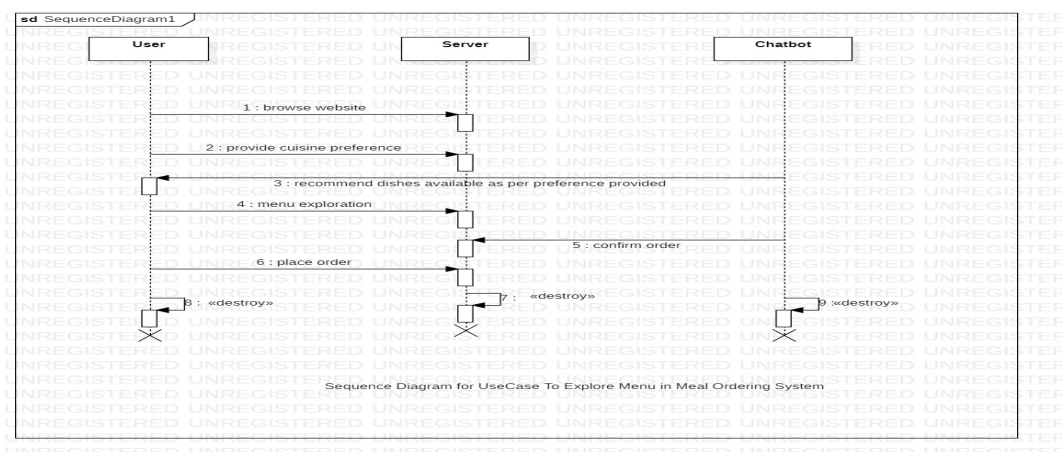 sd SequenceDiagram1
User
Server
Chatbot
1 : browse website
2 : provide cuisine preference
3 : recommend dishes available as per preference provided
4 : menu exploration
5 : confirm order
6 : place order
8 : «destroy»
7 : «destroy»
9 :«destroy»
Sequence Diagram for UseCase To Explore Menu in Meal Ordering System
UNREGISTERED